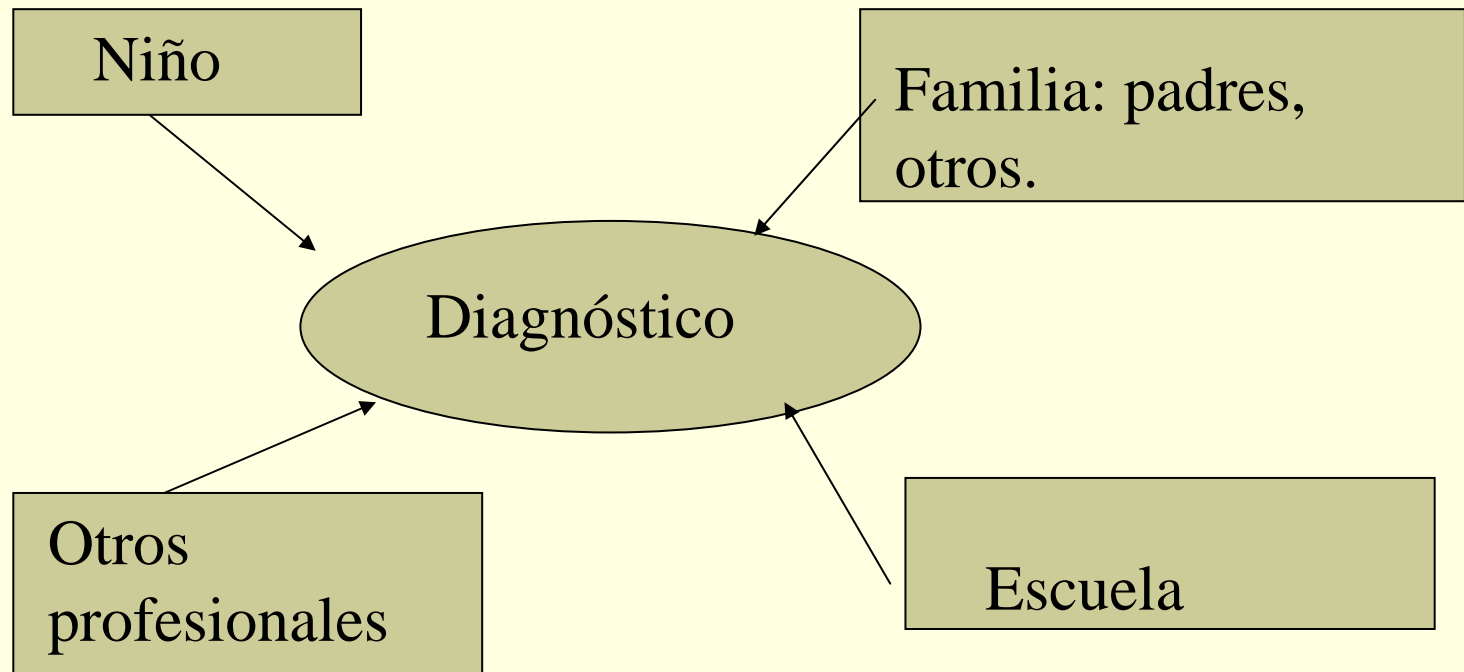 Niño
Familia: padres,
otros.
Diagnóstico
Otros
profesionales
Escuela